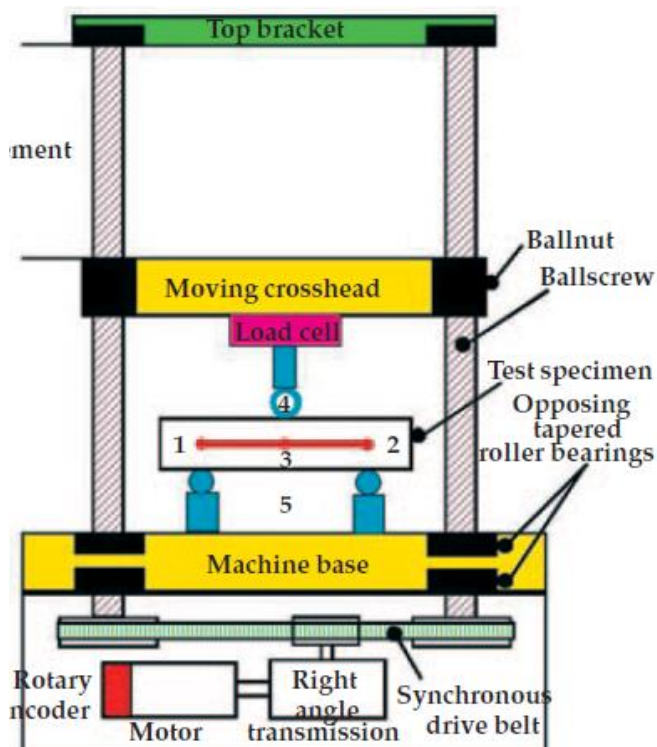 Top bracket
ement
Ballnut
Ballscrew
Moving crosshead
Load cell
Test specimen
Opposing
tapered
roller bearings
4
1
2
3
5
Machine base
Rotary
ncoder
Motor
Right
angle
transmission
Synchronous
drive belt